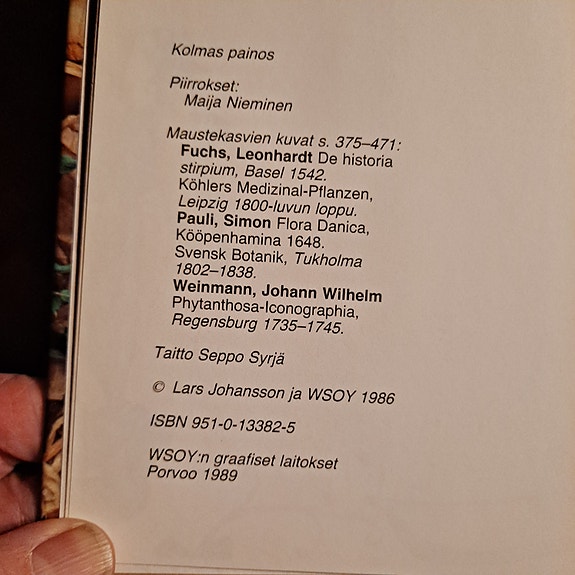 Kolmas painos
Piirrokset:
Maija Nieminen
Maustekasvien kuvat s. 375–471:
Fuchs, Leonhardt De historia
stirpium, Basel 1542.
Köhlers Medizinal-Pflanzen,
Leipzig 1800-luvun loppu.
Pauli, Simon Flora Danica,
Kööpenhamina 1648.
Svensk Botanik, Tukholma
1802–1838.
Weinmann, Johann Wilhelm
Phytanthosa-Iconographia,
Regensburg 1735–1745.
Taitto Seppo Syrjä
© Lars Johansson ja WSOY 1986
ISBN 951-0-13382-5
WSOY:n graafiset laitokset
Porvoo 1989